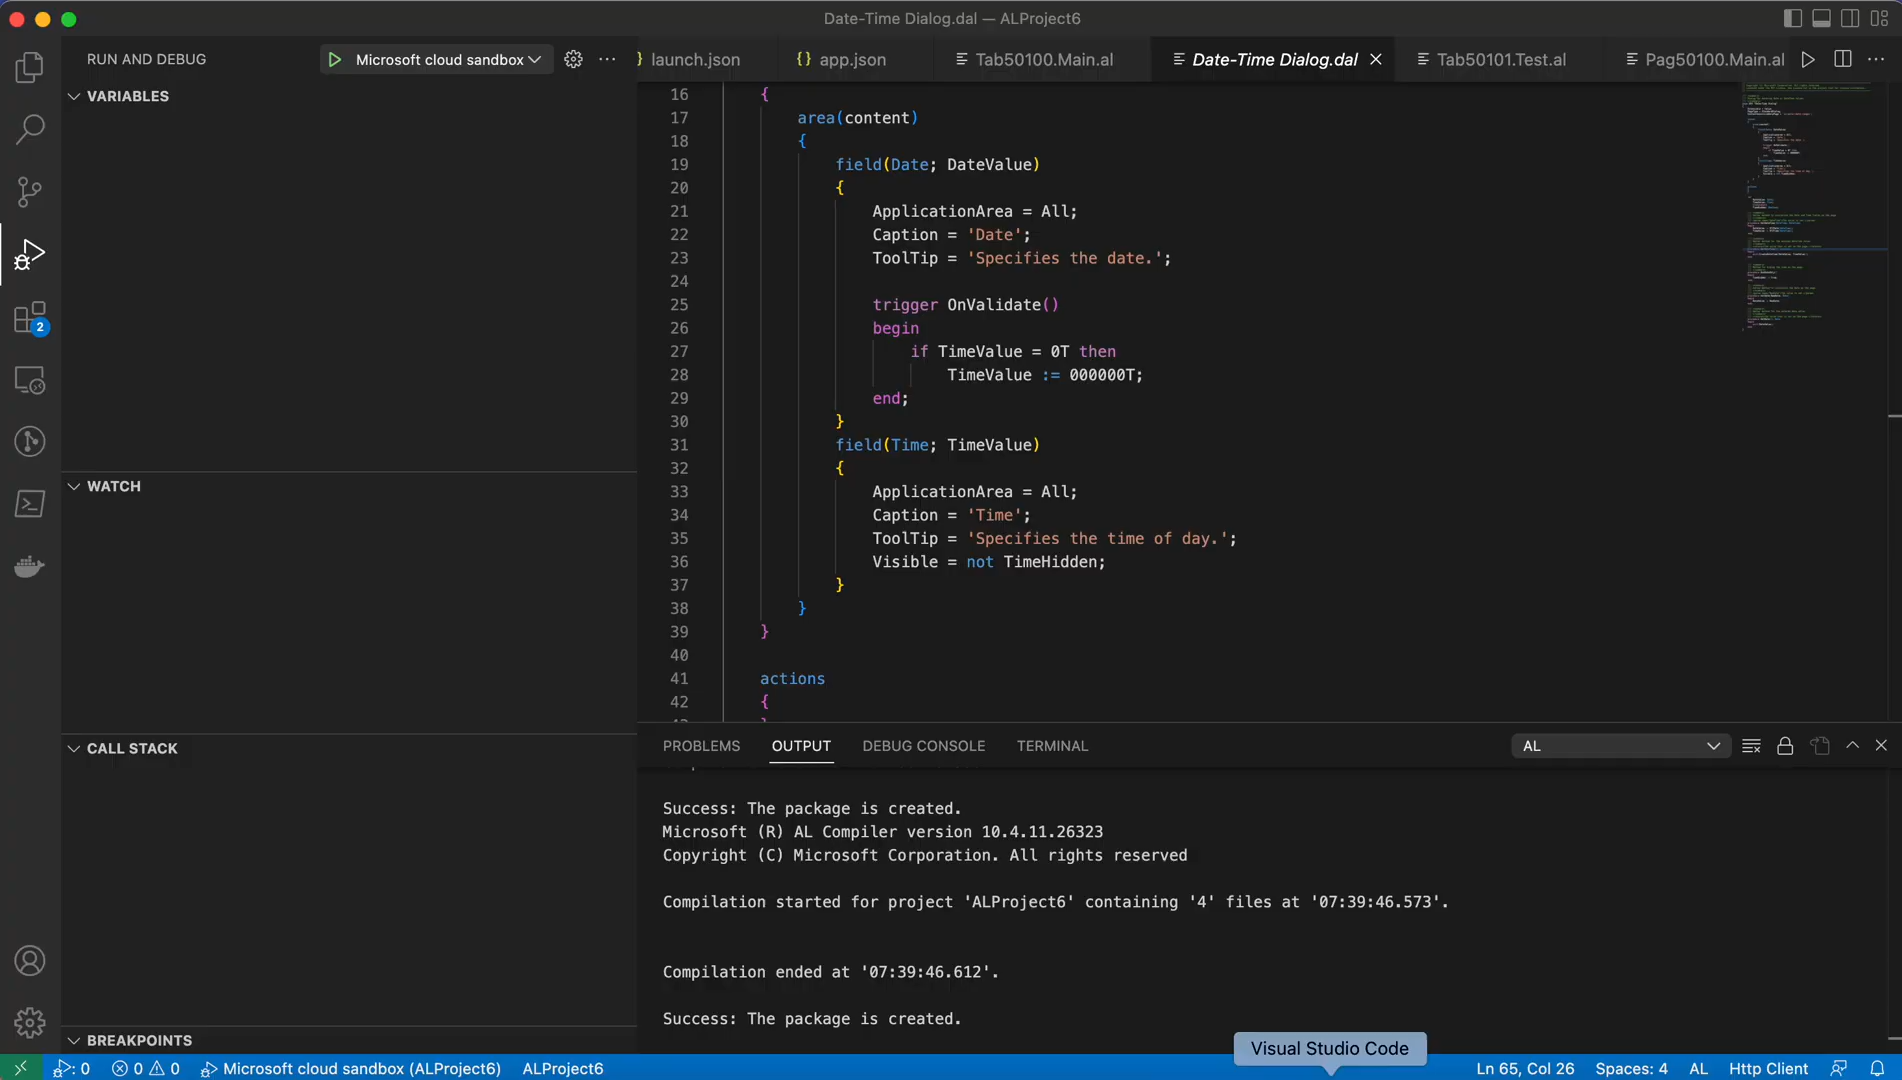 Date-Time Dialog.dal — ALProject6
RUN AND DEBUG
Microsoft cloud sandbox
launch.json
{} app.json
Tab50100.Main.al
Date-Time Dialog.dal
Tab50101.Test.al
Pag50100.Main.al
VARIABLES
WATCH
CALL STACK
BREAKPOINTS
2
16 {
17 area(content)
18 {
19 field(Date; DateValue)
20 {
21 ApplicationArea = All;
22 Caption = 'Date';
23 ToolTip = 'Specifies the date.';
24
25 trigger OnValidate()
26 begin
27 if TimeValue = 0T then
28 TimeValue := 000000T;
29 end;
30 }
31 field(Time; TimeValue)
32 {
33 ApplicationArea = All;
34 Caption = 'Time';
35 ToolTip = 'Specifies the time of day.';
36 Visible = not TimeHidden;
37 }
38 }
39 }
40
41 actions
42 {
PROBLEMS OUTPUT DEBUG CONSOLE TERMINAL
AL
Success: The package is created.
Microsoft (R) AL Compiler version 10.4.11.26323
Copyright (C) Microsoft Corporation. All rights reserved
Compilation started for project 'ALProject6' containing '4' files at '07:39:46.573'.
Compilation ended at '07:39:46.612'.
Success: The package is created.
Visual Studio Code
: 0
0 0
Microsoft cloud sandbox (ALProject6)
ALProject6
Ln 65, Col 26
Spaces: 4
AL
Http Client